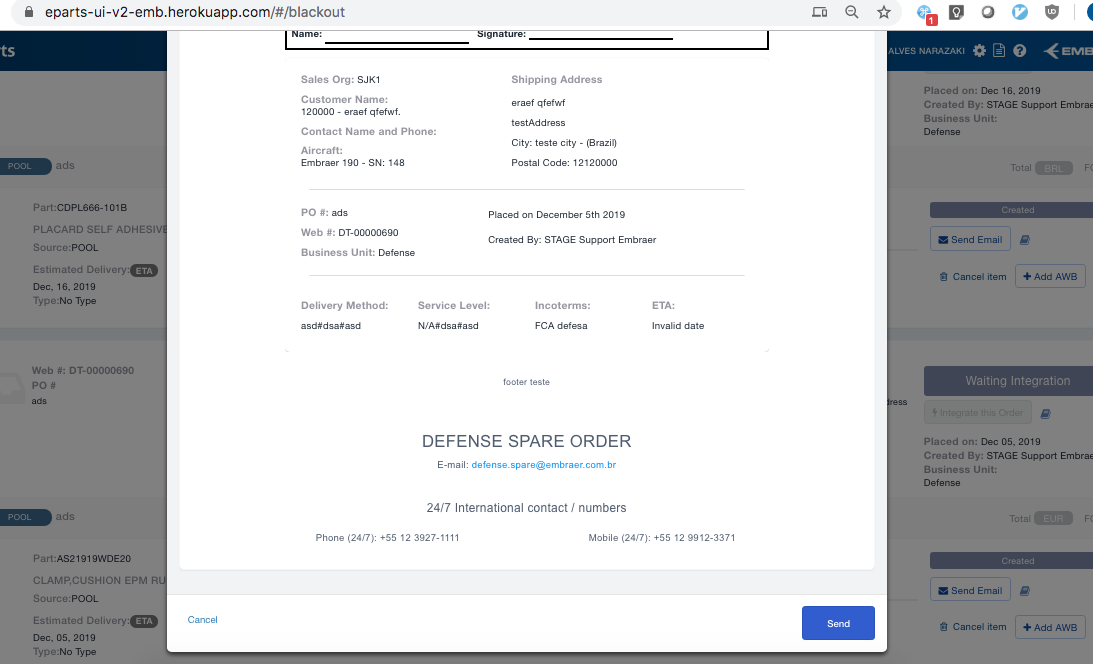 eparts-ui-v2-emb.herokuapp.com/#/blackout
1
ts
ALVES NARAZAKI
EMB
Name:
Signature:
Sales Org: SJK1
Customer Name:
120000 - eraef qfefwf.
Contact Name and Phone:
Aircraft:
Embraer 190 - SN: 148
Shipping Address
eraef qfefwf
testAddress
City: teste city - (Brazil)
Postal Code: 12120000
PO #: ads
Web #: DT-00000690
Business Unit: Defense
Placed on December 5th 2019
Created By: STAGE Support Embraer
Delivery Method:
asd#dsa#asd
Service Level:
N/A#dsa#asd
Incoterms:
FCA defesa
ETA:
Invalid date
footer teste
DEFENSE SPARE ORDER
E-mail: defense.spare@embraer.com.br
24/7 International contact / numbers
Phone (24/7): +55 12 3927-1111
Mobile (24/7): +55 12 9912-3371
Cancel
Send
POOL
ads
Part:CDPL666-101B
PLACARD SELF ADHESIVE
Source:POOL
Estimated Delivery: ETA
Dec, 16, 2019
Type:No Type
Web #: DT-00000690
PO #
ads
POOL
ads
Part:AS21919WDE20
CLAMP,CUSHION EPM RU
Source:POOL
Estimated Delivery: ETA
Dec, 05, 2019
Type:No Type
Placed on: Dec 16, 2019
Created By: STAGE Support Embrae
Business Unit:
Defense
Total BRL
Created
Send Email
Cancel item
+ Add AWB
dress
Waiting Integration
Integrate this Order
Placed on: Dec 05, 2019
Created By: STAGE Support Embrae
Business Unit:
Defense
Total EUR
Created
Send Email
Cancel item
+ Add AWB